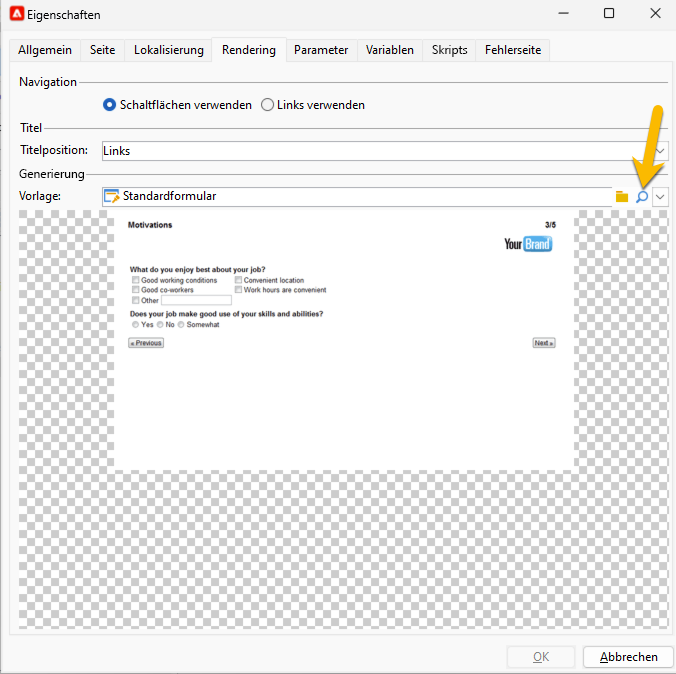 Eigenschaften
Allgemein Seite Lokalisierung Rendering Parameter Variablen Skripts Fehlerseite
Navigation
Schaltflächen verwenden Links verwenden
Titel
Titelposition: Links
Generierung
Vorlage: Standardformular
Motivations 3/5
Your Brand
What do you enjoy best about your job?
Good working conditions Convenient location
Good co-workers Work hours are convenient
Other
Does your job make good use of your skills and abilities?
Yes No Somewhat
« Previous Next »
OK Abbrechen